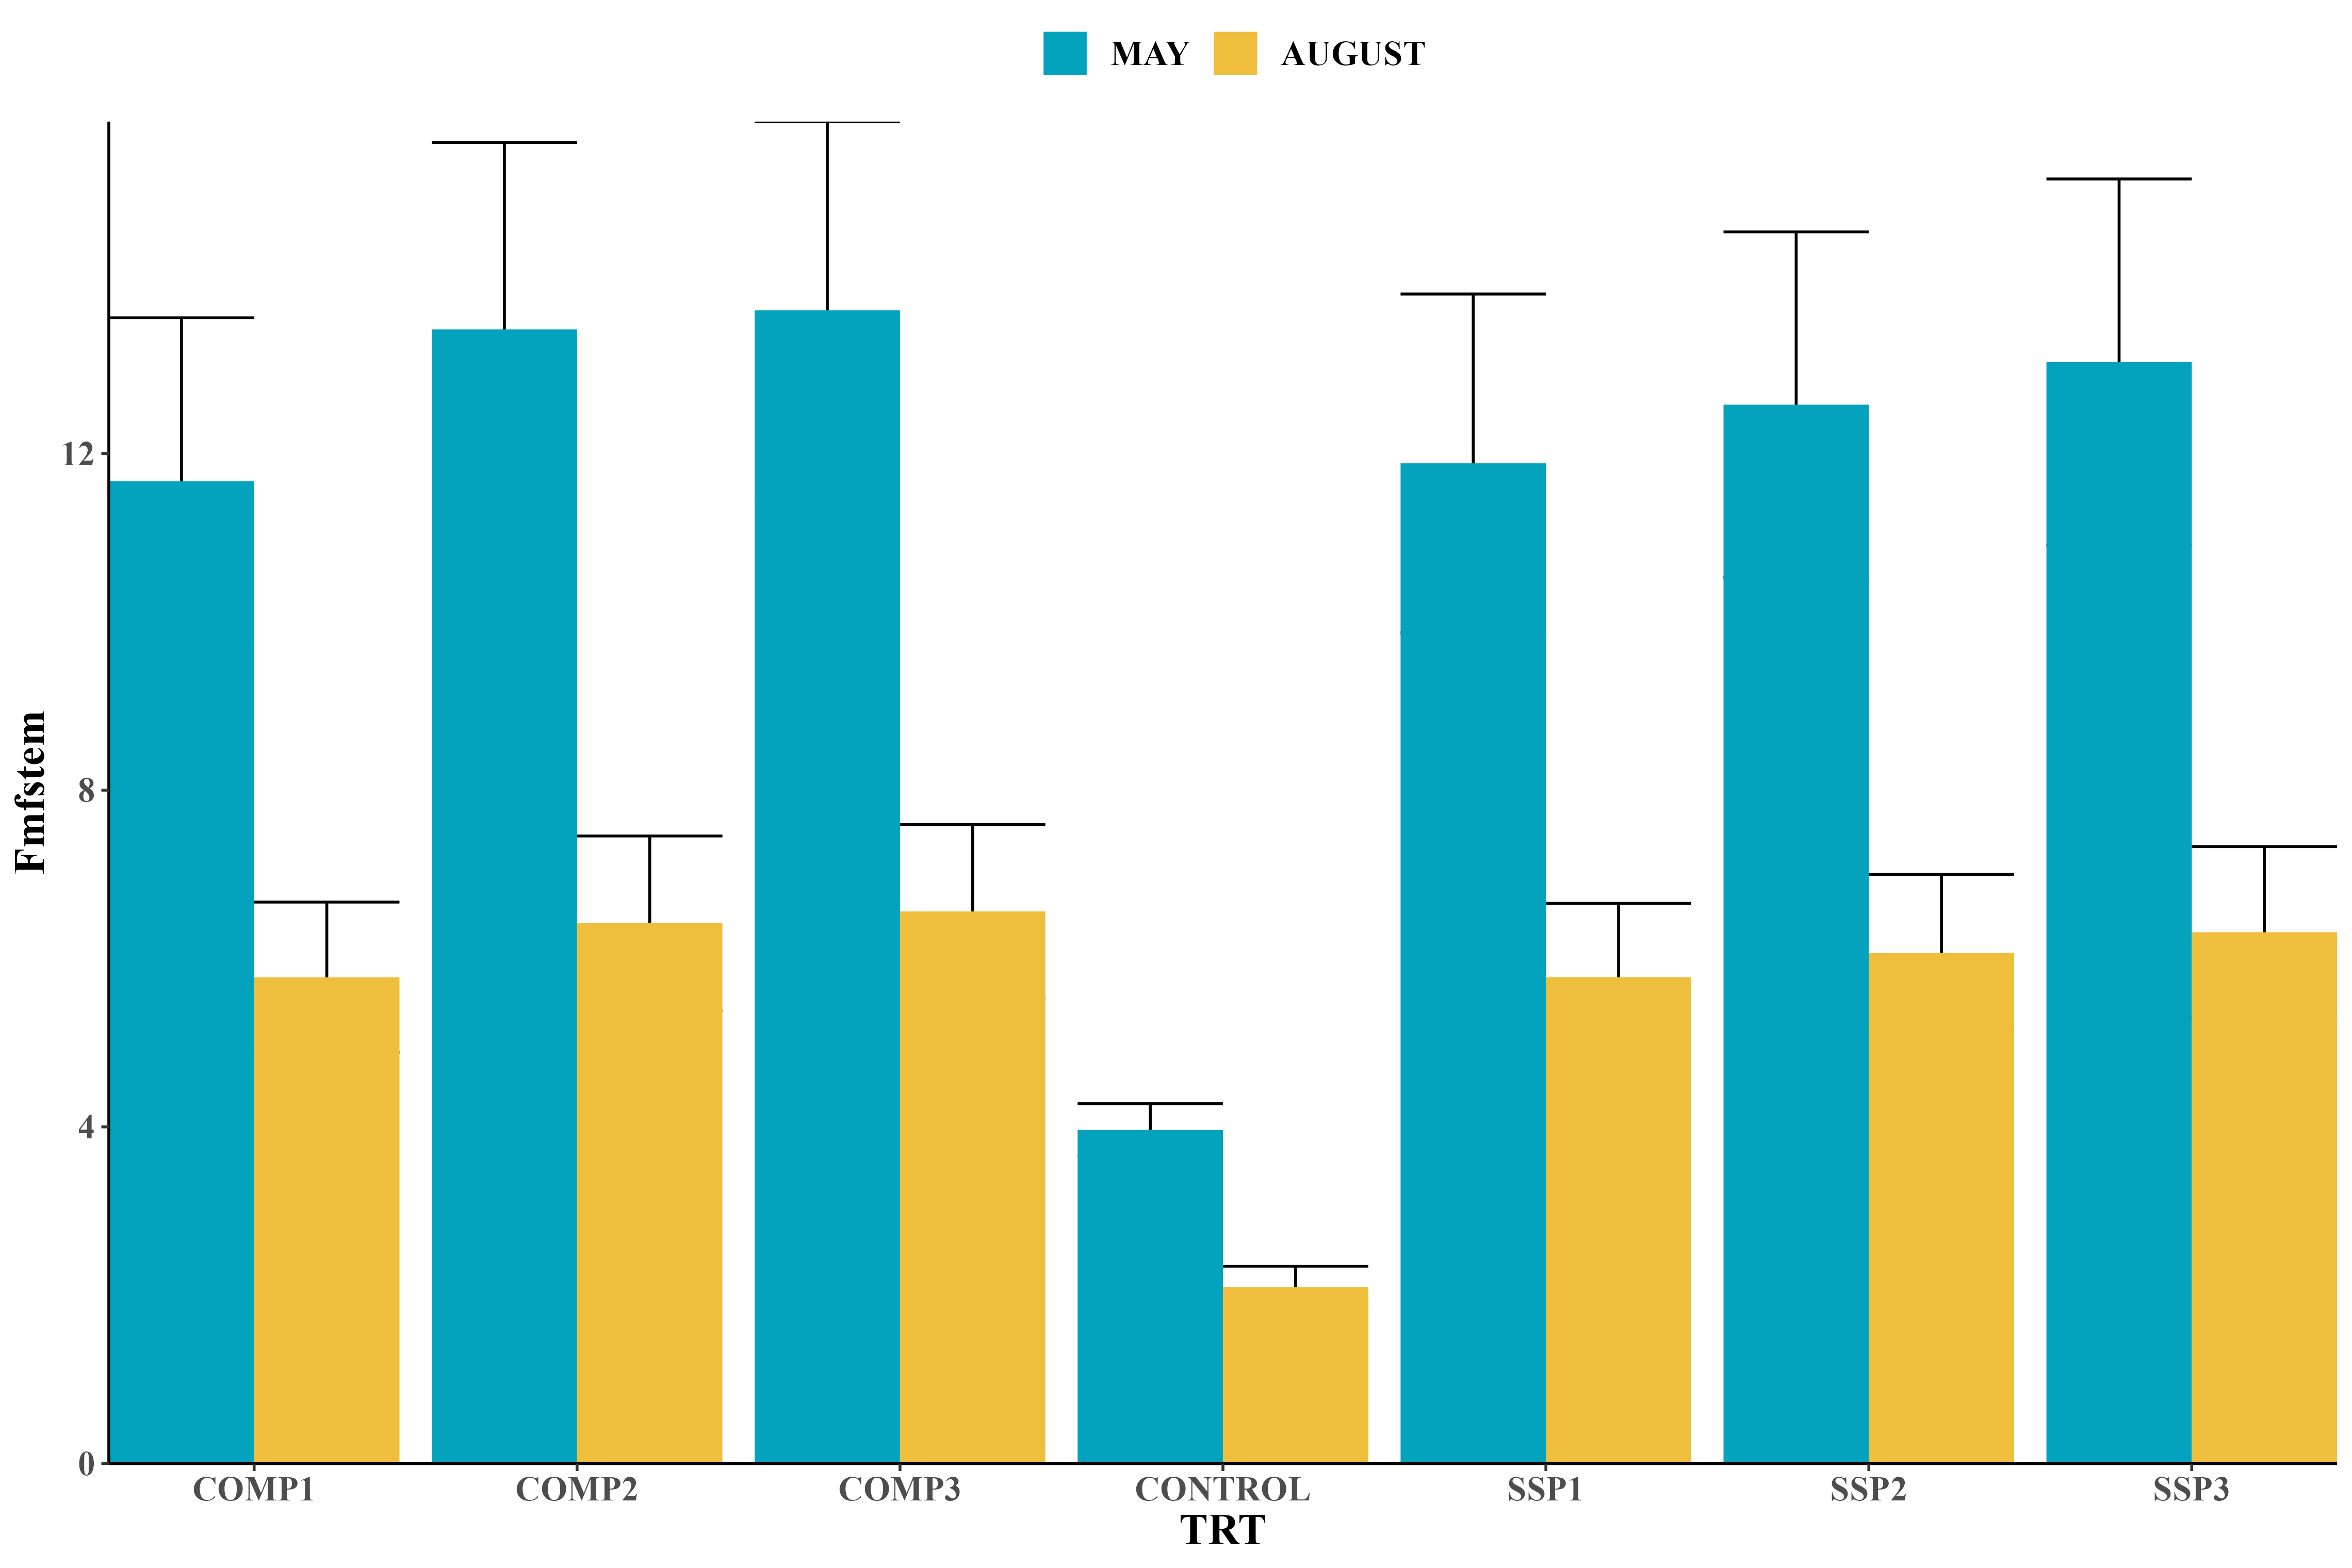 MAY AUGUST
12
8
4
0
Fmfstem
COMP1 COMP2 COMP3 CONTROL SSP1 SSP2 SSP3
TRT